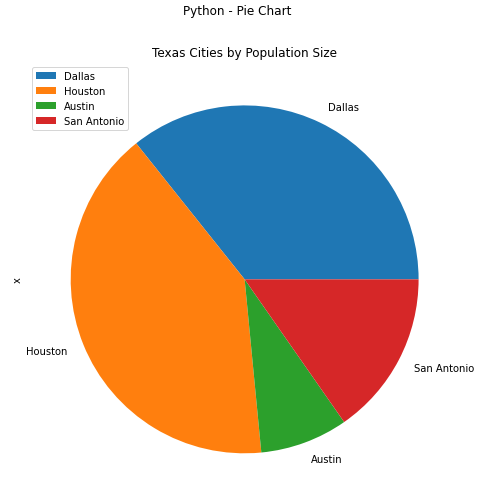 Python - Pie Chart
Texas Cities by Population Size
Dallas
Houston
Austin
San Antonio
Dallas
x
Houston
San Antonio
Austin